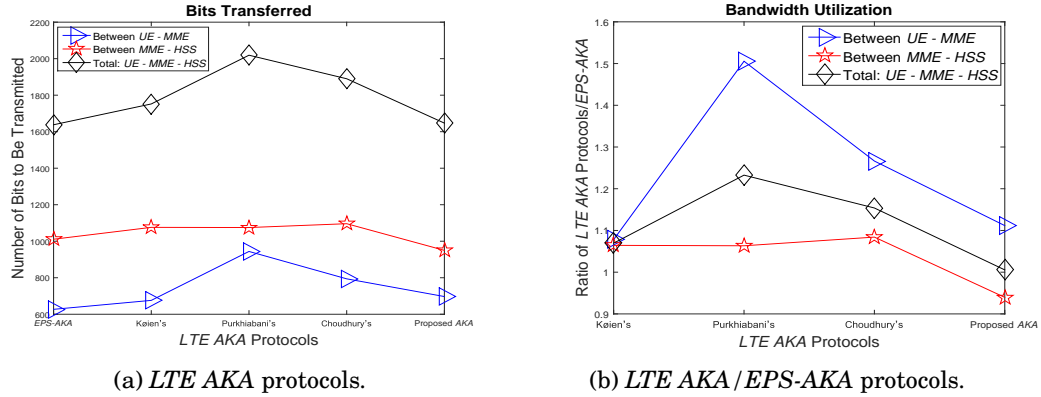 Bits Transferred
Number of Bits to Be Transmitted
2200
2000
1800
1600
1400
1200
1000
800
600
Between UE - MME
Between MME - HSS
Total: UE - MME - HSS
EPS-AKA Køien's Purkhiabani's Choudhury's Proposed AKA
LTE AKA Protocols
(a) LTE AKA protocols.
Bandwidth Utilization
Ratio of LTE AKA Protocols/EPS-AKA
1.6
1.5
1.4
1.3
1.2
1.1
1
0.9
Between UE - MME
Between MME - HSS
Total: UE - MME - HSS
Køien's Purkhiabani's Choudhury's Proposed AKA
LTE AKA Protocols
(b) LTE AKA/EPS-AKA protocols.